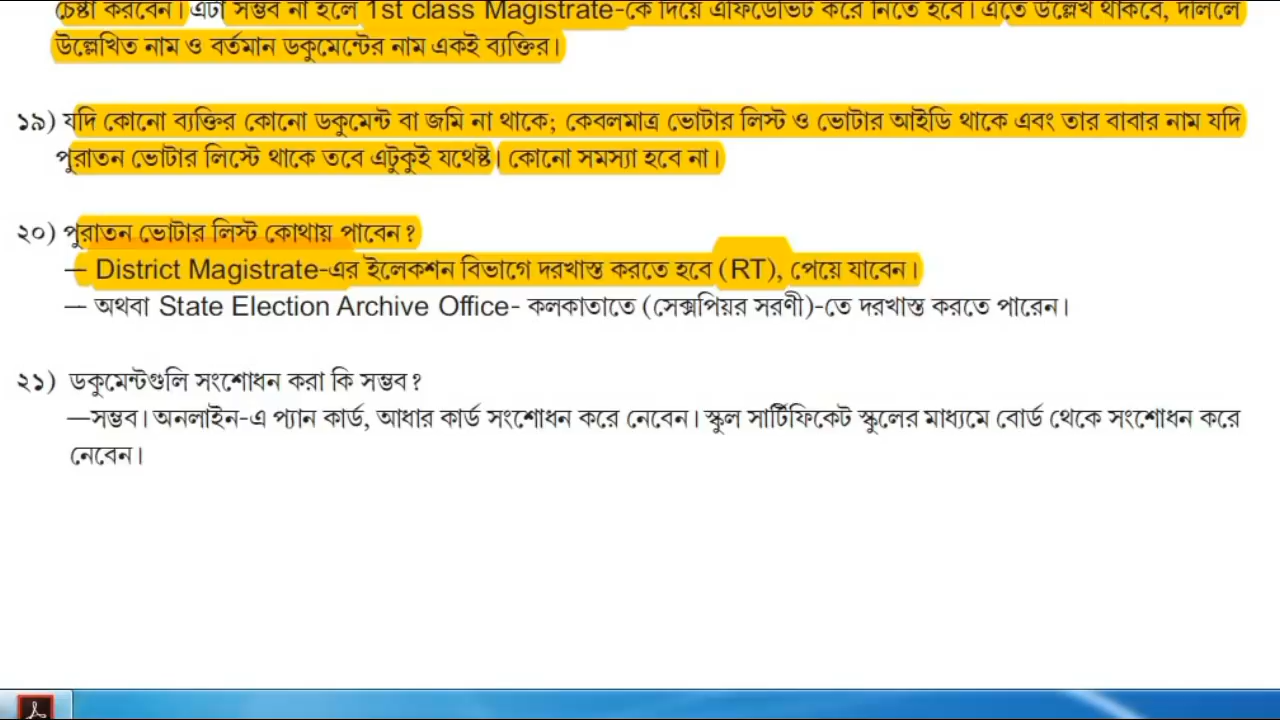 চেষ্টা করবেন। এটা সম্ভব না হলে 1st class Magistrate-কে দিয়ে এফিডেভিট করে নিতে হবে। এতে উল্লেখ থাকবে, দলিলে
উল্লেখিত নাম ও বর্তমান ডকুমেন্টের নাম একই ব্যক্তির।
১৯) যদি কোনো ব্যক্তির কোনো ডকুমেন্ট বা জমি না থাকে; কেবলমাত্র ভোটার লিস্ট ও ভোটার আইডি থাকে এবং তার বাবার নাম যদি
পুরাতন ভোটার লিস্টে থাকে তবে এটুকুই যথেষ্ট। কোনো সমস্যা হবে না।
২০) পুরাতন ভোটার লিস্ট কোথায় পাবেন?
— District Magistrate-এর ইলেকশন বিভাগে দরখাস্ত করতে হবে (RT), পেয়ে যাবেন।
— অথবা State Election Archive Office- কলকাতাতে (সেক্সপিয়র সরণী)-তে দরখাস্ত করতে পারেন।
২১) ডকুমেন্টগুলি সংশোধন করা কি সম্ভব?
—সম্ভব। অনলাইন-এ প্যান কার্ড, আধার কার্ড সংশোধন করে নেবেন। স্কুল সার্টিফিকেট স্কুলের মাধ্যমে বোর্ড থেকে সংশোধন করে
নেবেন।